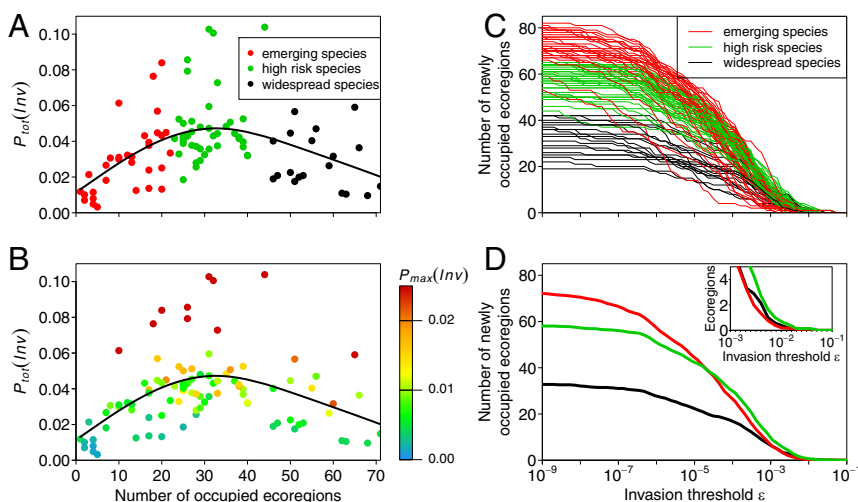 A
P_tot(Inv)
0.10
0.08
0.06
0.04
0.02
0.00
emerging species
high risk species
widespread species
B
P_tot(Inv)
0.10
0.08
0.06
0.04
0.02
0.00
0 10 20 30 40 50 60 70
Number of occupied ecoregions
P_max(Inv)
0.02
0.01
0.00
C
Number of newly
occupied ecoregions
80
60
40
20
0
emerging species
high risk species
widespread species
D
Number of newly
occupied ecoregions
80
60
40
20
0
10⁻⁹ 10⁻⁷ 10⁻⁵ 10⁻³ 10⁻¹
Invasion threshold ε
Ecoregions
4
2
0
10⁻³ 10⁻² 10⁻¹
Invasion threshold ε